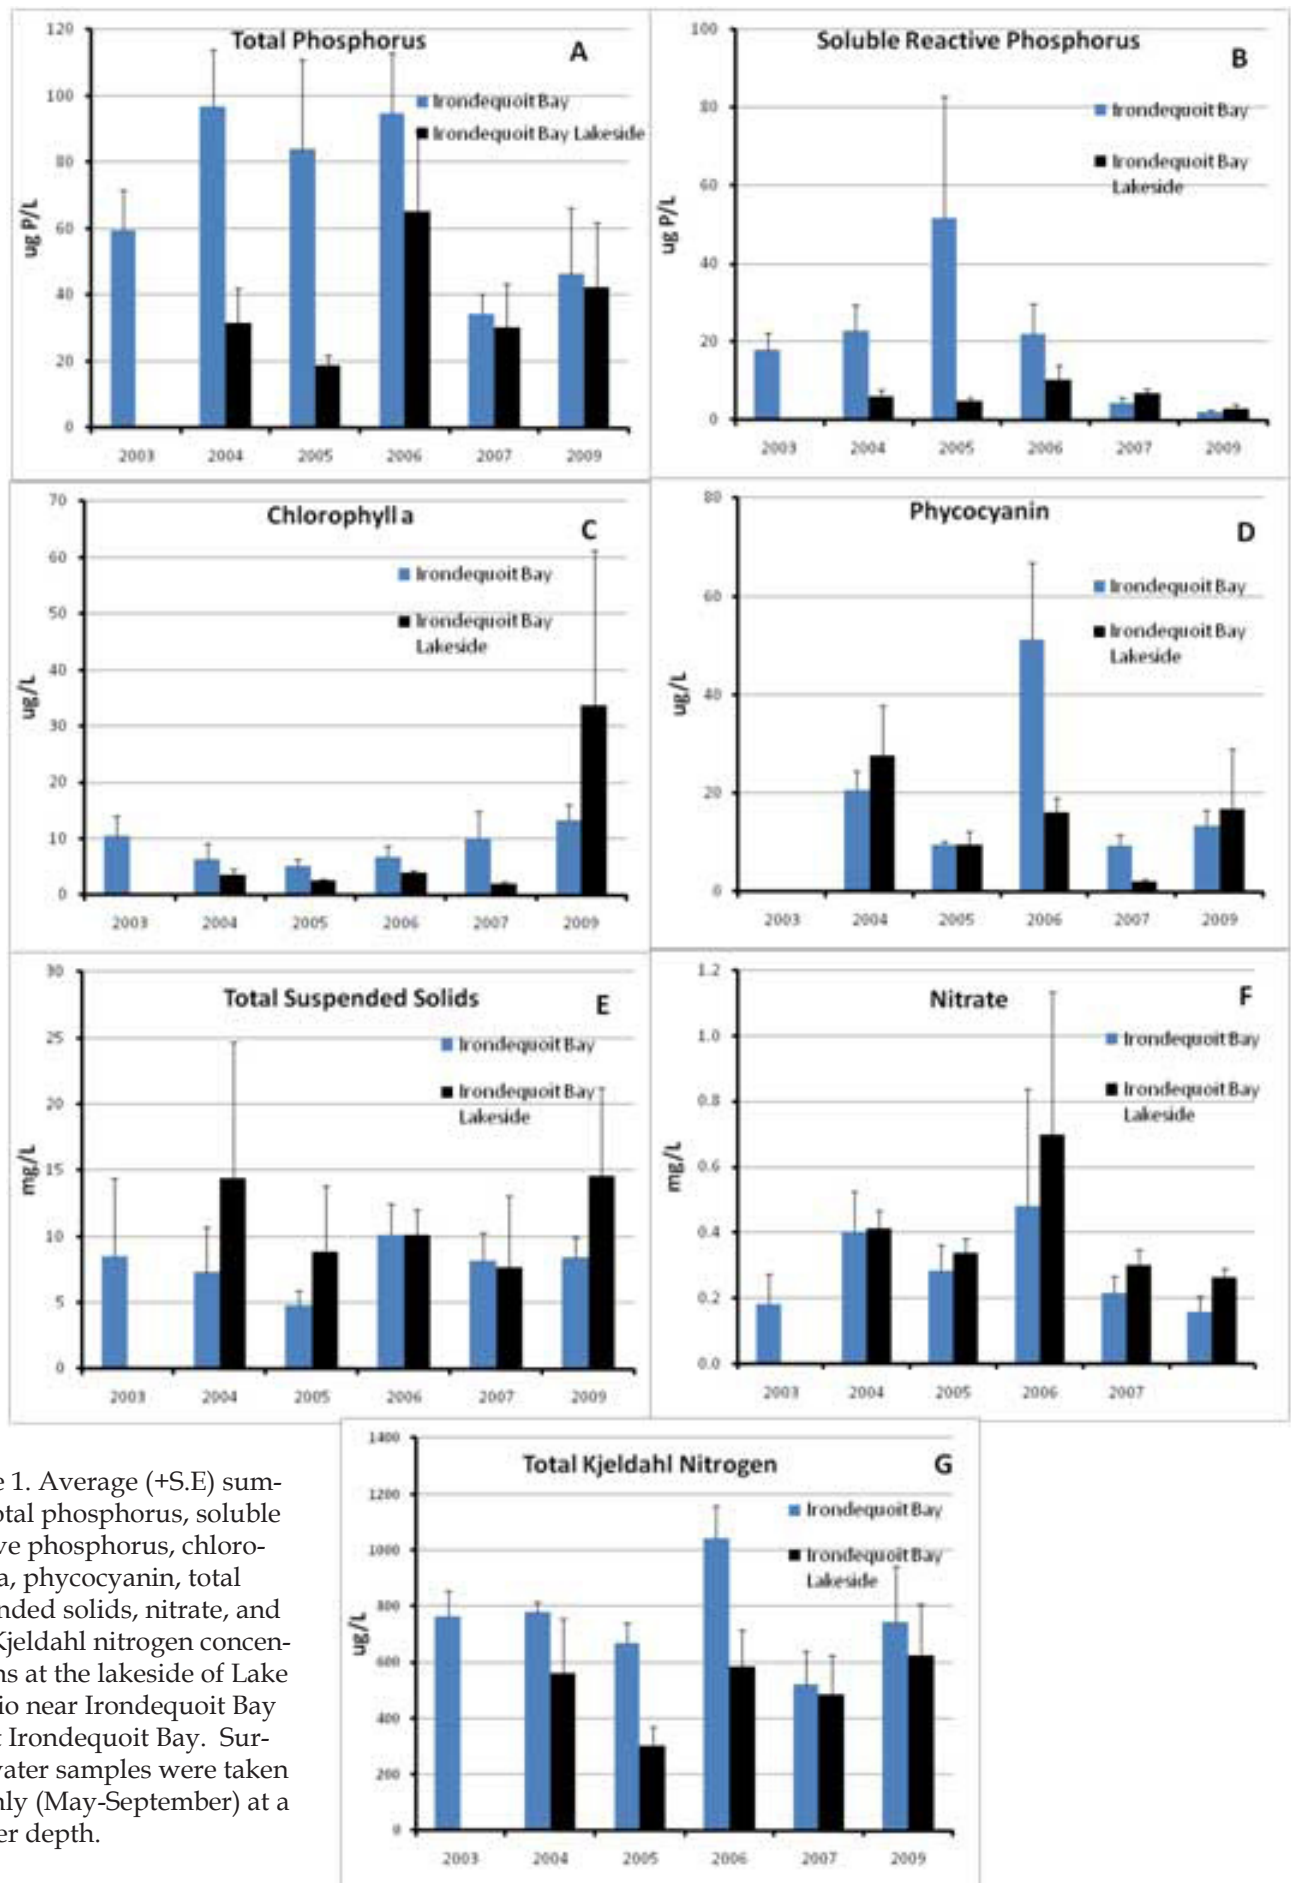 Total Phosphorus
A
120
100
80
60
40
20
0
ug P/L
Irondequoit Bay
Irondequoit Bay Lakeside
2003 2004 2005 2006 2007 2009
Soluble Reactive Phosphorus
B
100
80
60
40
20
0
ug P/L
Irondequoit Bay
Irondequoit Bay
Lakeside
2003 2004 2005 2006 2007 2009
Chlorophyll a
C
70
60
50
40
30
20
10
0
ug/L
Irondequoit Bay
Irondequoit Bay
Lakeside
2003 2004 2005 2006 2007 2009
Phycocyanin
D
80
60
40
20
0
ug/L
Irondequoit Bay
Irondequoit Bay
Lakeside
2003 2004 2005 2006 2007 2009
Total Suspended Solids
E
30
25
20
15
10
5
0
mg/L
Irondequoit Bay
Irondequoit Bay
Lakeside
2003 2004 2005 2006 2007 2009
Nitrate
F
1.2
1.0
0.8
0.6
0.4
0.2
0.0
mg/L
Irondequoit Bay
Irondequoit Bay
Lakeside
2003 2004 2005 2006 2007
Total Kjeldahl Nitrogen
G
1400
1200
1000
800
600
400
200
0
ug/L
Irondequoit Bay
Irondequoit Bay
Lakeside
2003 2004 2005 2006 2007 2009
e 1. Average (+S.E) sum-
otal phosphorus, soluble
ve phosphorus, chloro-
a, phycocyanin, total
nded solids, nitrate, and
Kjeldahl nitrogen concen-
ns at the lakeside of Lake
io near Irondequoit Bay
t Irondequoit Bay. Sur-
vater samples were taken
nly (May-September) at a
er depth.